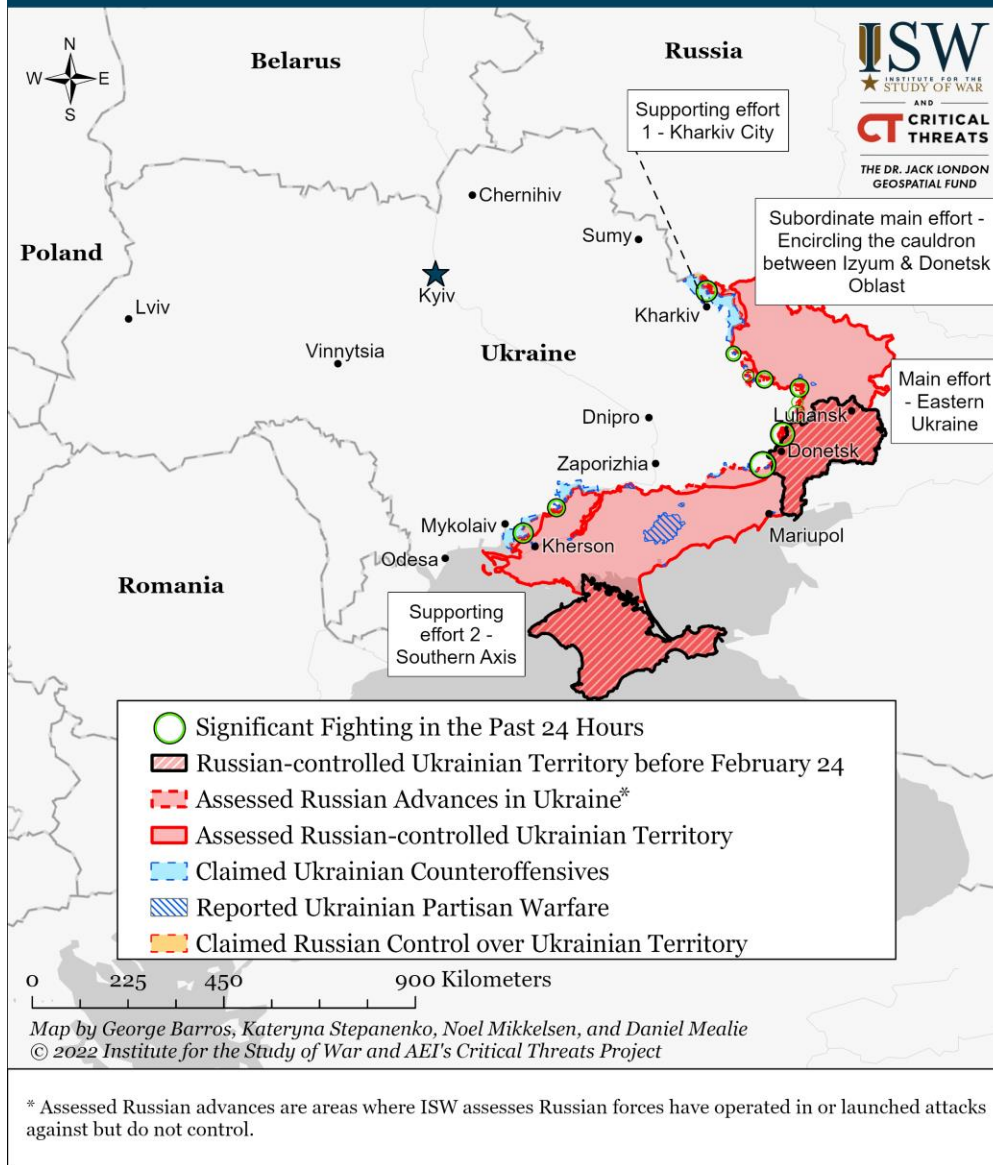 N
W
E
S
Belarus
Russia
ISW
INSTITUTE FOR THE
STUDY OF WAR
AND
CT CRITICAL
THREATS
THE DR. JACK LONDON
GEOSPATIAL FUND
Supporting effort
1 - Kharkiv City
Chernihiv
Sumy
Subordinate main effort -
Encircling the cauldron
between Izyum & Donetsk
Oblast
Poland
Kyiv
Lviv
Kharkiv
Vinnytsia
Ukraine
Main effort
- Eastern
Ukraine
Dnipro
Luhansk
Donetsk
Zaporizhia
Mykolaiv
Mariupol
Odesa
Kherson
Romania
Supporting
effort 2 -
Southern Axis
Significant Fighting in the Past 24 Hours
Russian-controlled Ukrainian Territory before February 24
Assessed Russian Advances in Ukraine*
Assessed Russian-controlled Ukrainian Territory
Claimed Ukrainian Counteroffensives
Reported Ukrainian Partisan Warfare
Claimed Russian Control over Ukrainian Territory
0 225 450 900 Kilometers
Map by George Barros, Kateryna Stepanenko, Noel Mikkelsen, and Daniel Mealie
© 2022 Institute for the Study of War and AEI's Critical Threats Project
* Assessed Russian advances are areas where ISW assesses Russian forces have operated in or launched attacks
against but do not control.